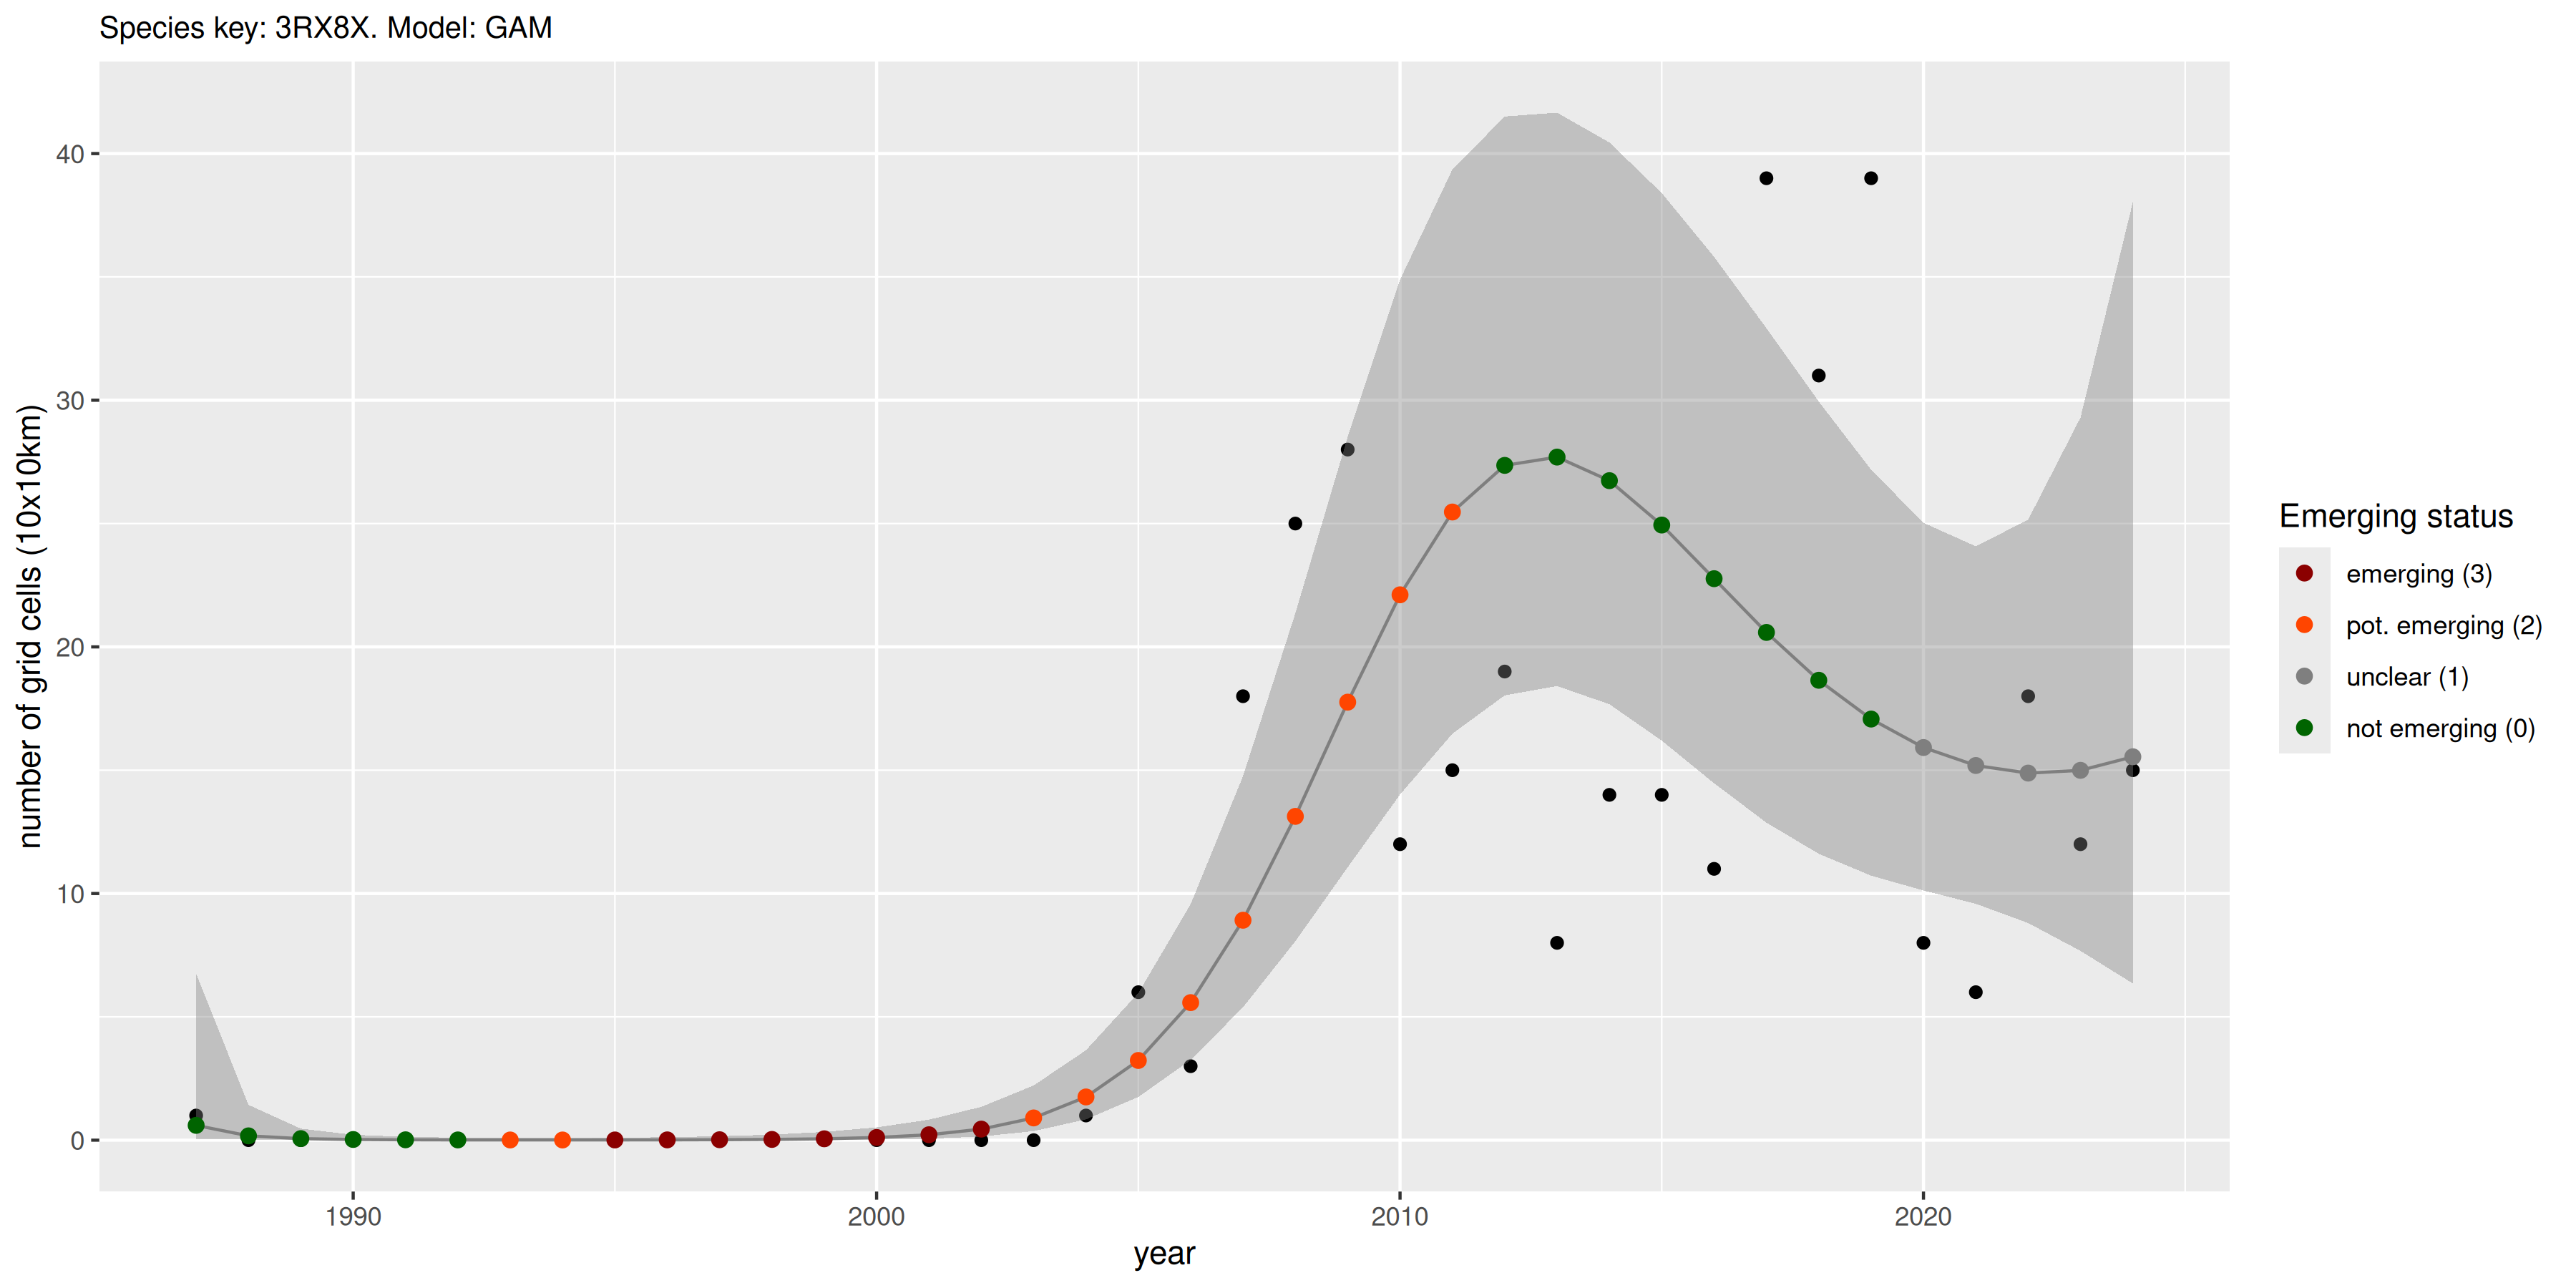 Species key: 3RX8X. Model: GAM
40
30
20
10
0
number of grid cells (10x10km)
1990
2000
2010
2020
year
Emerging status
emerging (3)
pot. emerging (2)
unclear (1)
not emerging (0)